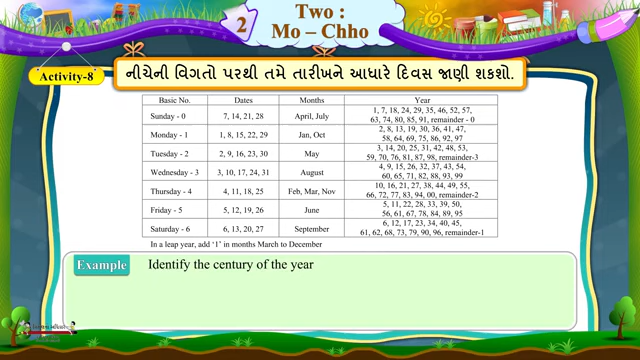 2
Two :
Mo – Chho
Activity-8
નીચેની વિગતો પરથી તમે તારીખને આધારે દિવસ જાણી શકશો.
Basic No. Dates Months Year
Sunday - 0 7, 14, 21, 28 April, July 1, 7, 18, 24, 29, 35, 46, 52, 57,
63, 74, 80, 85, 91, remainder - 0
Monday - 1 1, 8, 15, 22, 29 Jan, Oct 2, 8, 13, 19, 30, 36, 41, 47,
58, 64, 69, 75, 86, 92, 97
Tuesday - 2 2, 9, 16, 23, 30 May 3, 14, 20, 25, 31, 42, 48, 53,
59, 70, 76, 81, 87, 98, remainder-3
Wednesday - 3 3, 10, 17, 24, 31 August 4, 9, 15, 26, 32, 37, 43, 54,
60, 65, 71, 82, 88, 93, 99
Thursday - 4 4, 11, 18, 25 Feb, Mar, Nov 10, 16, 21, 27, 38, 44, 49, 55,
66, 72, 77, 83, 94, 00, remainder-2
Friday - 5 5, 12, 19, 26 June 5, 11, 22, 28, 33, 39, 50,
56, 61, 67, 78, 84, 89, 95
Saturday - 6 6, 13, 20, 27 September 6, 12, 17, 23, 34, 40, 45,
61, 62, 68, 73, 79, 90, 96, remainder-1
In a leap year, add ‘1’ in months March to December
Example Identify the century of the year